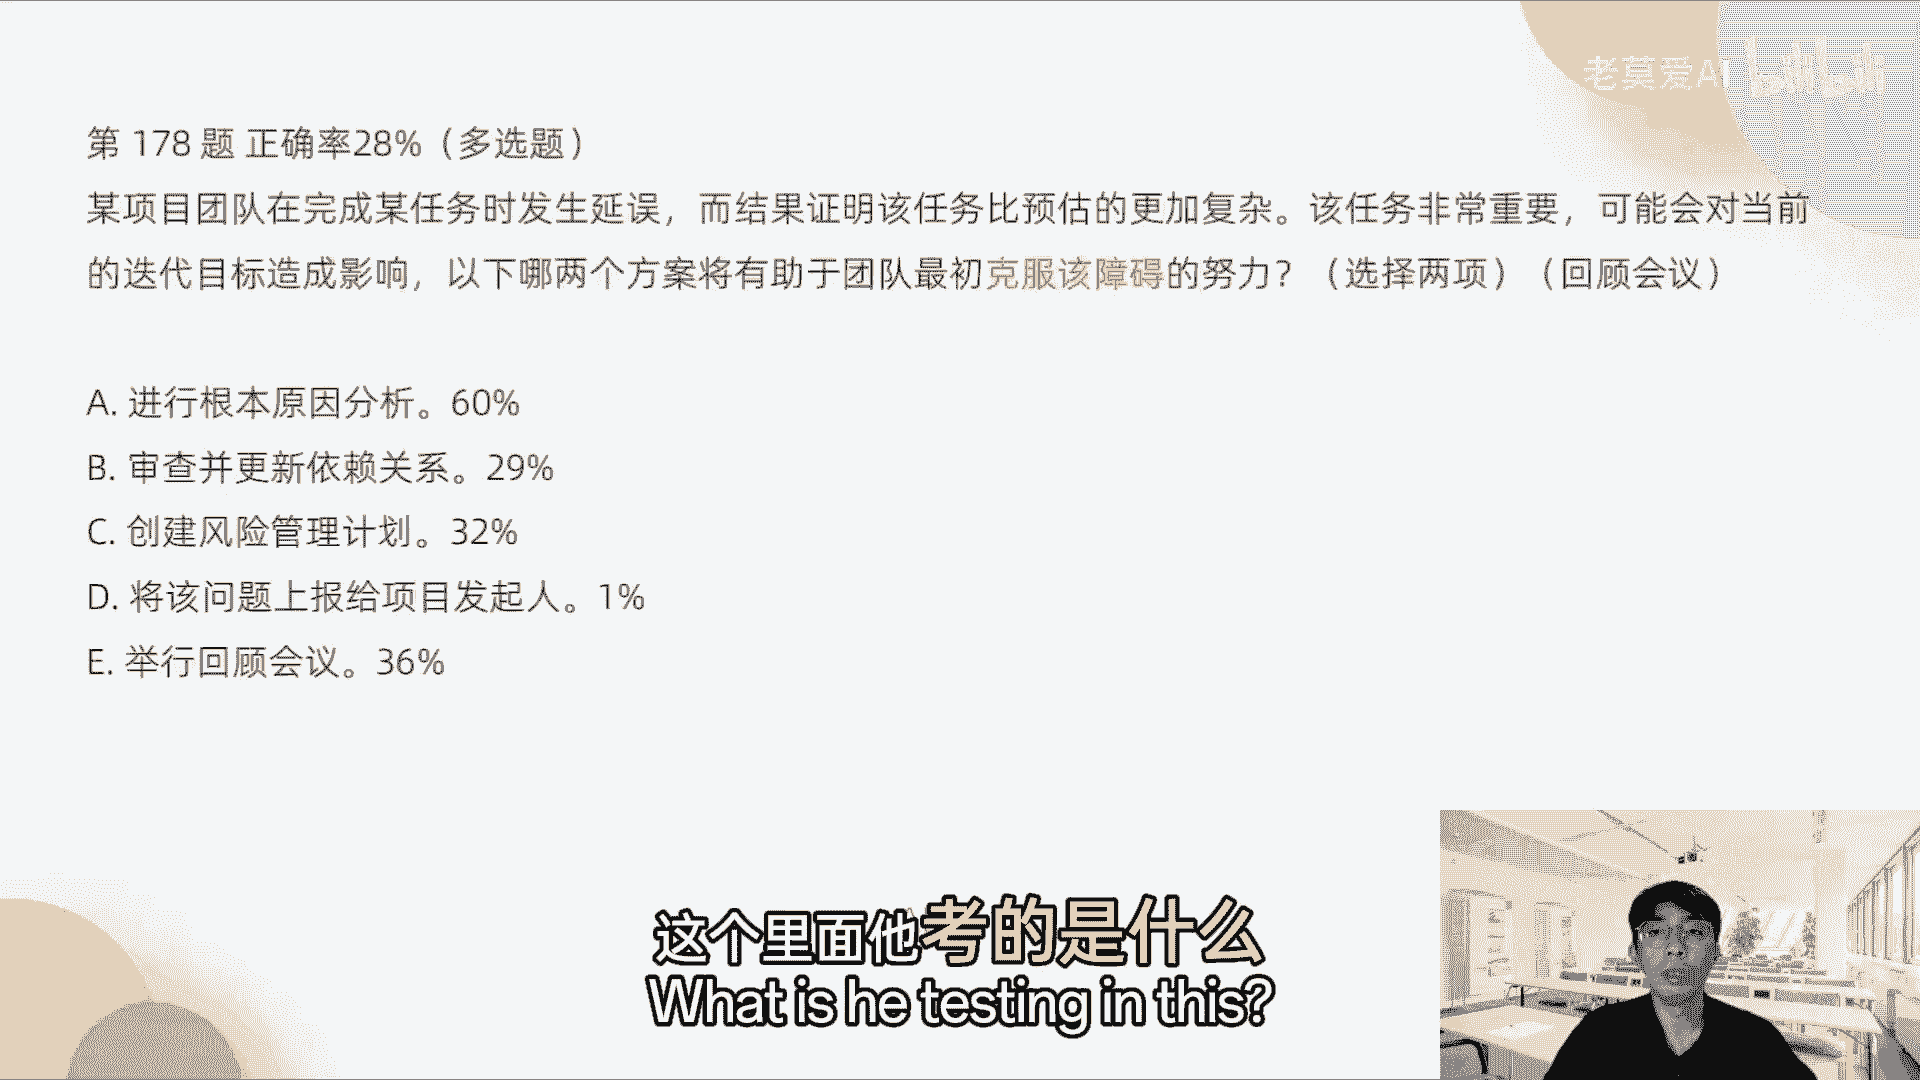 老莫爱AI bilibili
第 178 题 正确率28%（多选题）
某项目团队在完成某任务时发生延误，而结果证明该任务比预估的更加复杂。该任务非常重要，可能会对当前
的迭代目标造成影响，以下哪两个方案将有助于团队最初克服该障碍的努力？（选择两项）（回顾会议）
A. 进行根本原因分析。60%
B. 审查并更新依赖关系。29%
C. 创建风险管理计划。32%
D. 将该问题上报给项目发起人。1%
E. 举行回顾会议。36%
这个里面他考的是什么
What is he testing in this?